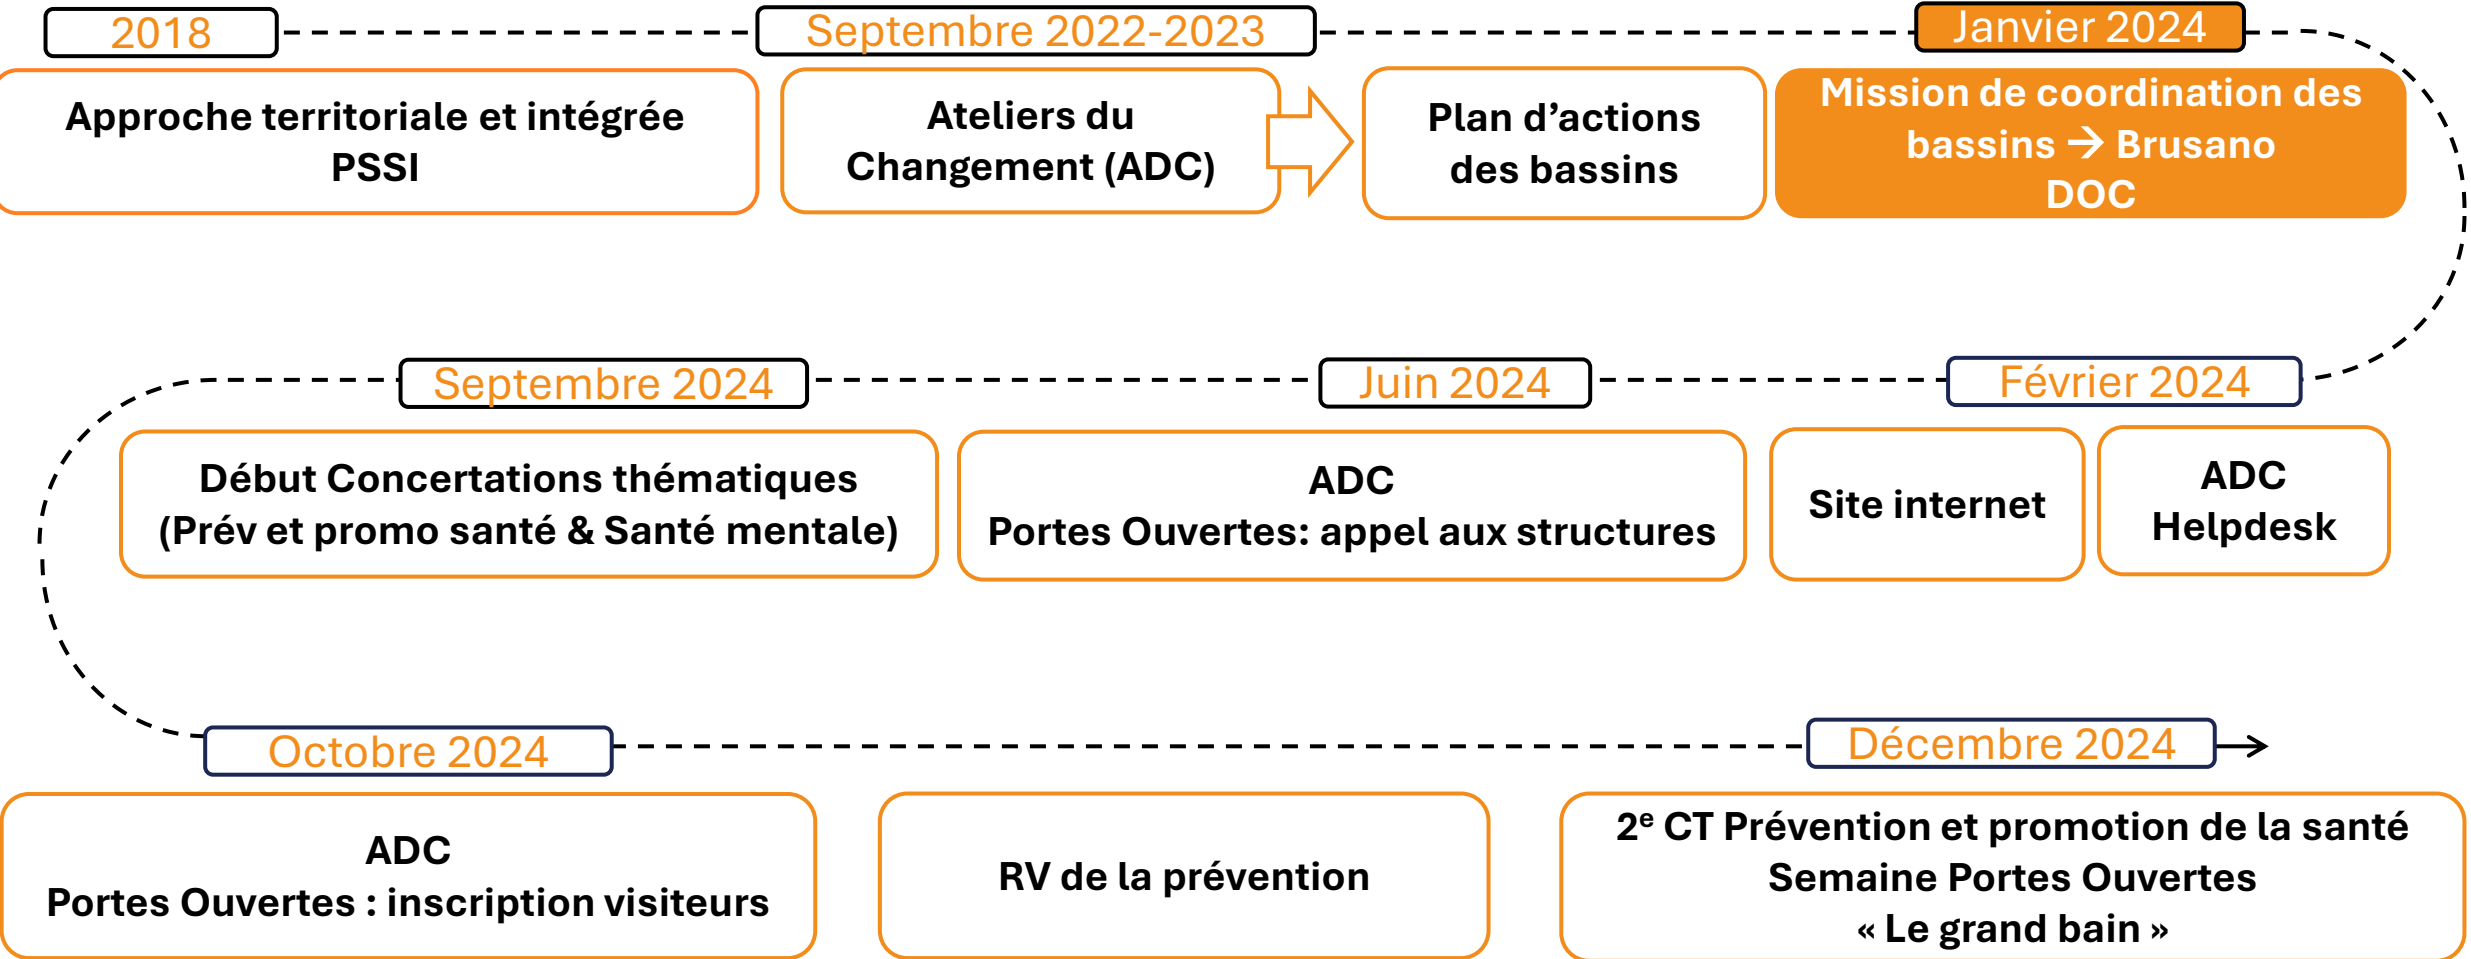 2018
Approche territoriale et intégrée
PSSI
Septembre 2022-2023
Ateliers du
Changement (ADC)
Plan d’actions
des bassins
Janvier 2024
Mission de coordination des
bassins → Brusano
DOC
Février 2024
ADC
Helpdesk
Site internet
Juin 2024
ADC
Portes Ouvertes: appel aux structures
Septembre 2024
Début Concertations thématiques
(Prév et promo santé & Santé mentale)
Octobre 2024
ADC
Portes Ouvertes : inscription visiteurs
RV de la prévention
Décembre 2024
2e CT Prévention et promotion de la santé
Semaine Portes Ouvertes
« Le grand bain »